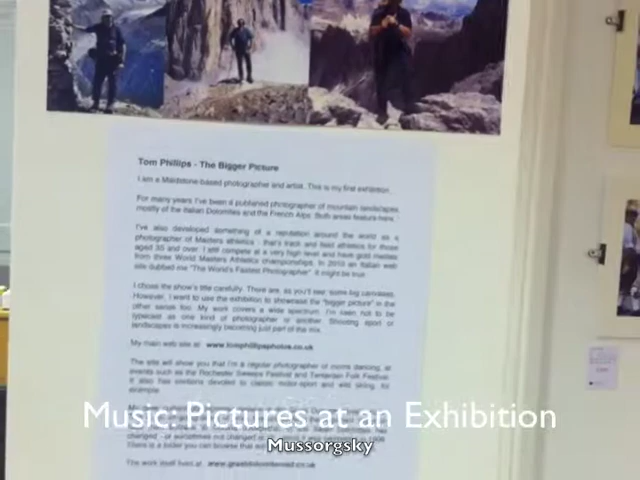 Tom Phillips - The Bigger Picture
I am a Maidstone-based photographer and artist. This is my first exhibition.
For many years I've been a published photographer of mountain landscapes,
mostly of the Italian Dolomites and the French Alps. Both areas feature here.
I've also developed something of a reputation around the world as a
photographer of Masters athletics - that's track and field athletics for those
aged 35 and over. I still compete at a very high level and have gold medals
from three World Masters Athletics championships. In 2010 an Italian web
site dubbed me "The World's Fastest Photographer". It might be true.
I chose the show's title carefully. There are, as you'll see, some big canvases.
However, I want to use the exhibition to showcase the "bigger picture" in the
other sense too. My work covers a wide spectrum. I'm keen not to be
typecast as one kind of photographer or another. Shooting sport or
landscapes is increasingly becoming just part of the mix.
My main web site at www.tomphillipsphotos.co.uk
The site will show you that I'm a regular photographer of morris dancing, at
events such as the Rochester Sweeps Festival and Tenterden Folk Festival.
It also has sections devoted to classic motor-sport and wild skiing, for
example.
Music: Pictures at an Exhibition
Mussorgsky
changed - or sometimes not changed
The work itself lives at